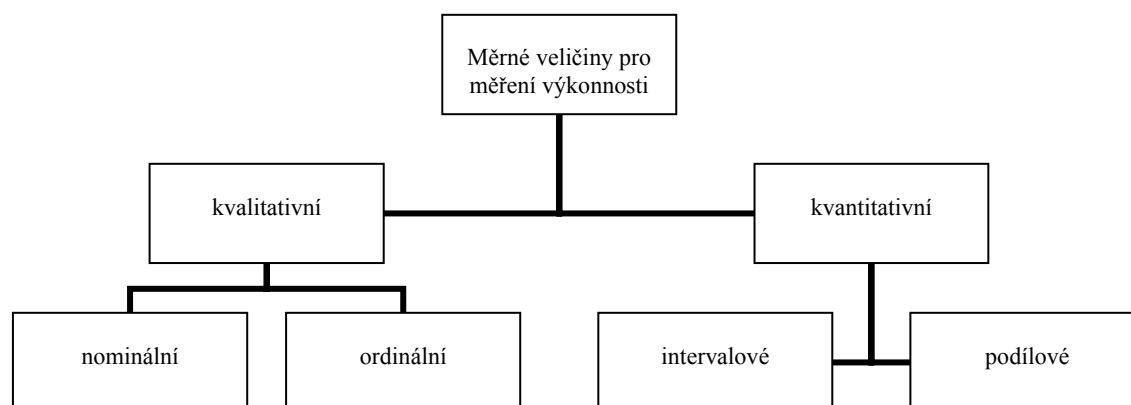 Měrné veličiny pro
měření výkonnosti
kvalitativní
kvantitativní
nominální
ordinální
intervalové
podílové